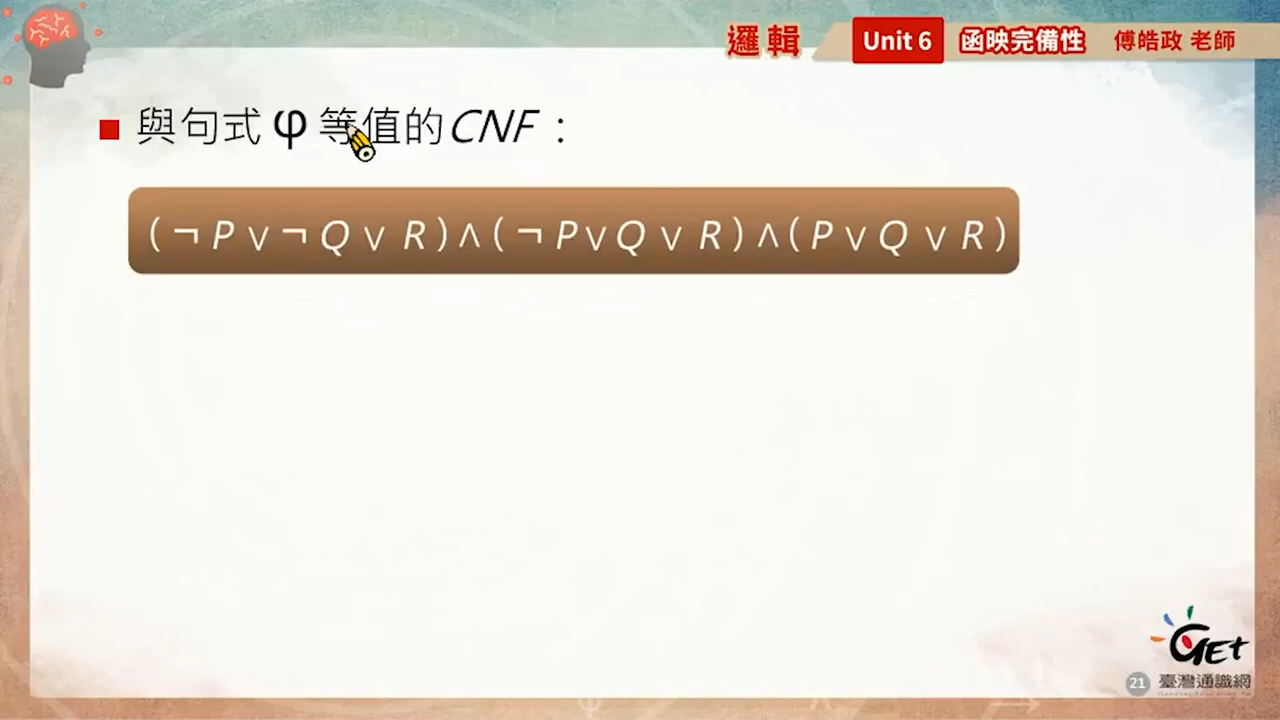 邏輯 Unit 6 函映完備性 傅皓政 老師
與句式 φ 等值的CNF：
(¬P∨¬Q∨R)∧(¬P∨Q∨R)∧(P∨Q∨R)
GET
21 臺灣通識網